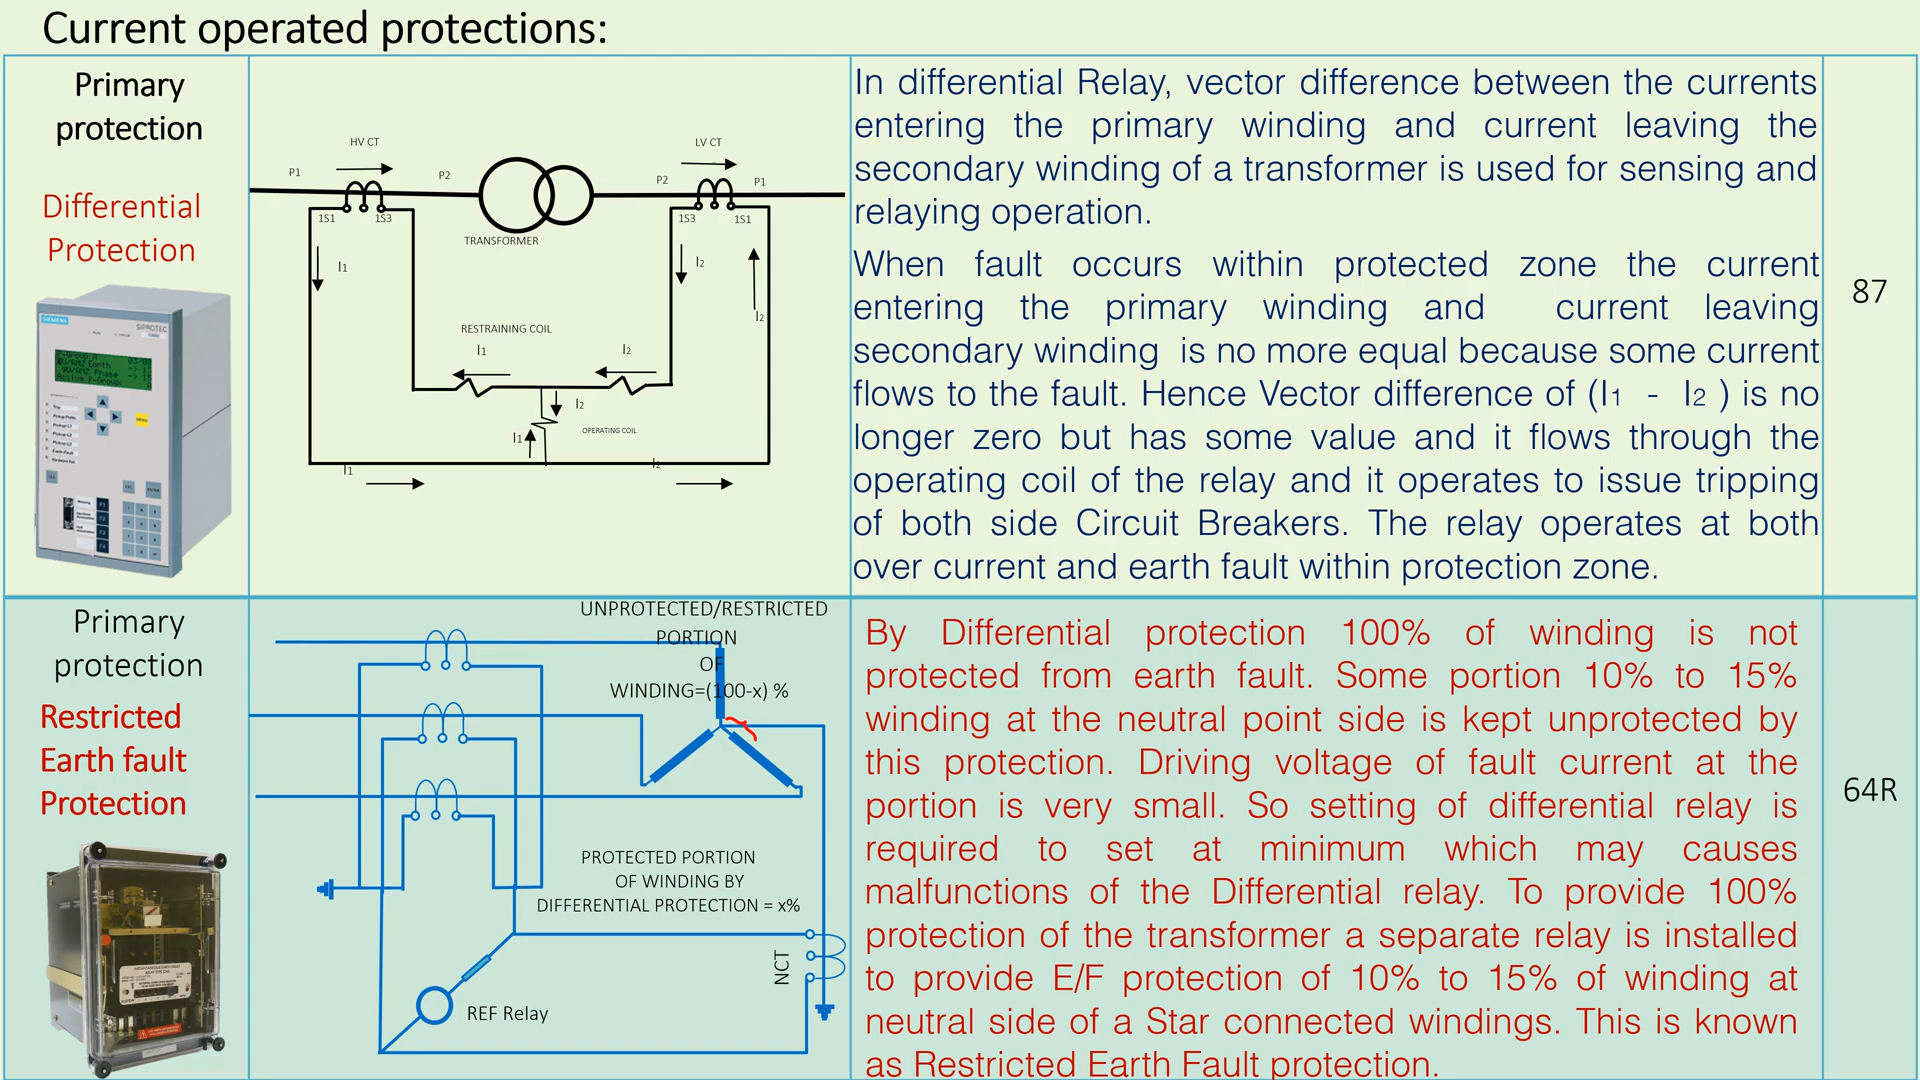 Current operated protections:
Primary
protection
Differential
Protection
SIEMENS
SIPROTEC
HV CT
LV CT
P1
P2
P2
P1
1S1
1S3
1S3
1S1
TRANSFORMER
I1
I2
I2
RESTRAINING COIL
I1
I2
I2
I1
OPERATING COIL
I1
I2
In differential Relay, vector difference between the currents
entering the primary winding and current leaving the
secondary winding of a transformer is used for sensing and
relaying operation.
When fault occurs within protected zone the current
entering the primary winding and current leaving
secondary winding is no more equal because some current
flows to the fault. Hence Vector difference of (I1 - I2 ) is no
longer zero but has some value and it flows through the
operating coil of the relay and it operates to issue tripping
of both side Circuit Breakers. The relay operates at both
over current and earth fault within protection zone.
87
Primary
protection
Restricted
Earth fault
Protection
UNPROTECTED/RESTRICTED
PORTION
OF
WINDING=(100-x) %
PROTECTED PORTION
OF WINDING BY
DIFFERENTIAL PROTECTION = x%
NCT
REF Relay
By Differential protection 100% of winding is not
protected from earth fault. Some portion 10% to 15%
winding at the neutral point side is kept unprotected by
this protection. Driving voltage of fault current at the
portion is very small. So setting of differential relay is
required to set at minimum which may causes
malfunctions of the Differential relay. To provide 100%
protection of the transformer a separate relay is installed
to provide E/F protection of 10% to 15% of winding at
neutral side of a Star connected windings. This is known
as Restricted Earth Fault protection.
64R